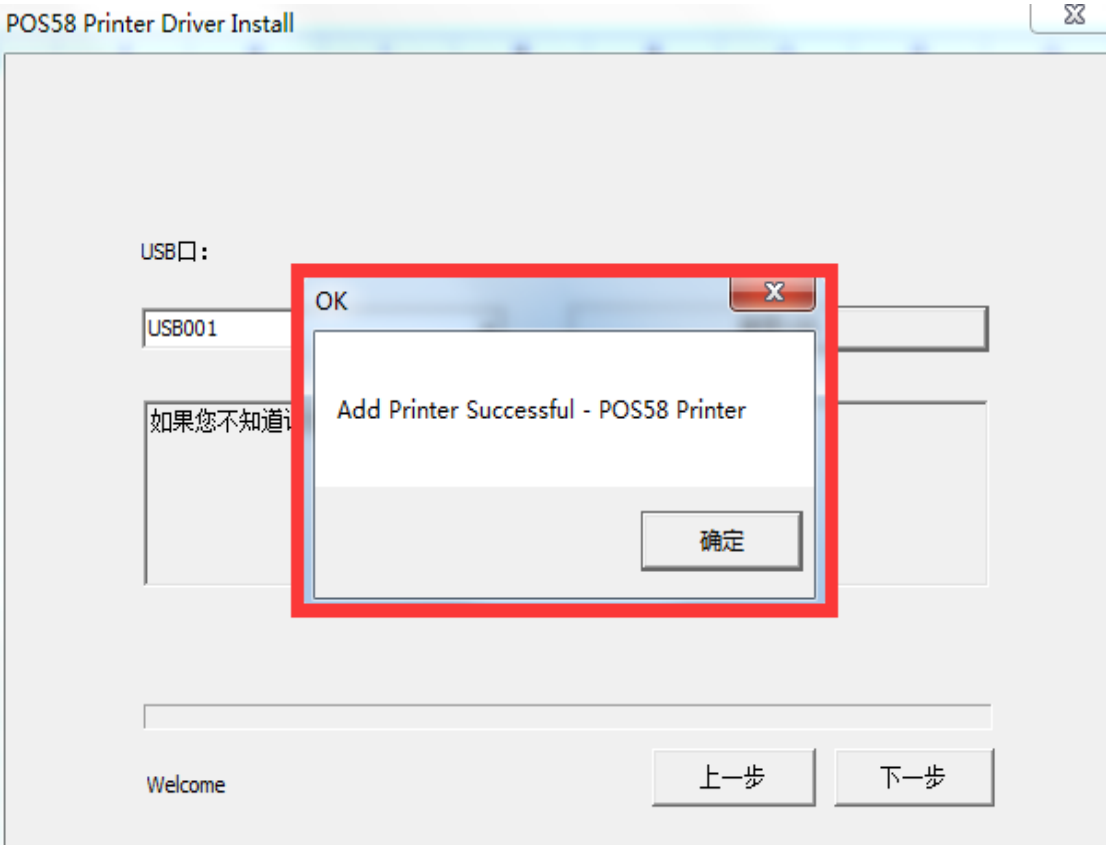 POS58 Printer Driver Install
USB口：
OK
USB001
Add Printer Successful - POS58 Printer
如果您不知道
确定
上一步
下一步
Welcome